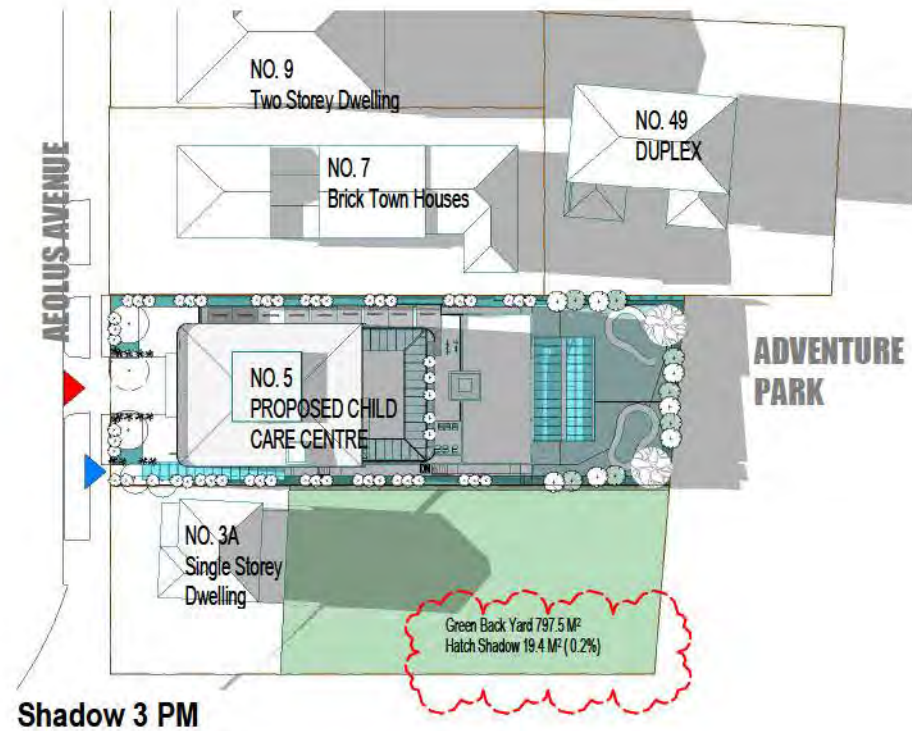 NO. 9
Two Storey Dwelling
NO. 49
DUPLEX
NO. 7
Brick Town Houses
AEOLUS AVENUE
NO. 5
PROPOSED CHILD
CARE CENTRE
ADVENTURE
PARK
DN
NO. 3A
Single Storey
Dwelling
Green Back Yard 797.5 M²
Hatch Shadow 19.4 M² ( 0.2%)
Shadow 3 PM